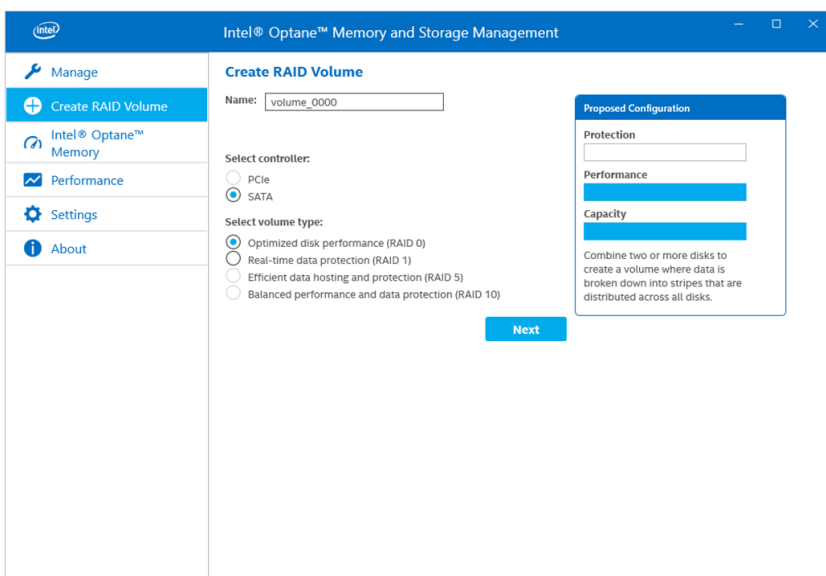 intel
Intel® Optane™ Memory and Storage Management
Manage
Create RAID Volume
Intel® Optane™
Memory
Performance
Settings
About
Create RAID Volume
Name: volume_0000
Select controller:
PCIe
SATA
Select volume type:
Optimized disk performance (RAID 0)
Real-time data protection (RAID 1)
Efficient data hosting and protection (RAID 5)
Balanced performance and data protection (RAID 10)
Next
Proposed Configuration
Protection
Performance
Capacity
Combine two or more disks to
create a volume where data is
broken down into stripes that are
distributed across all disks.